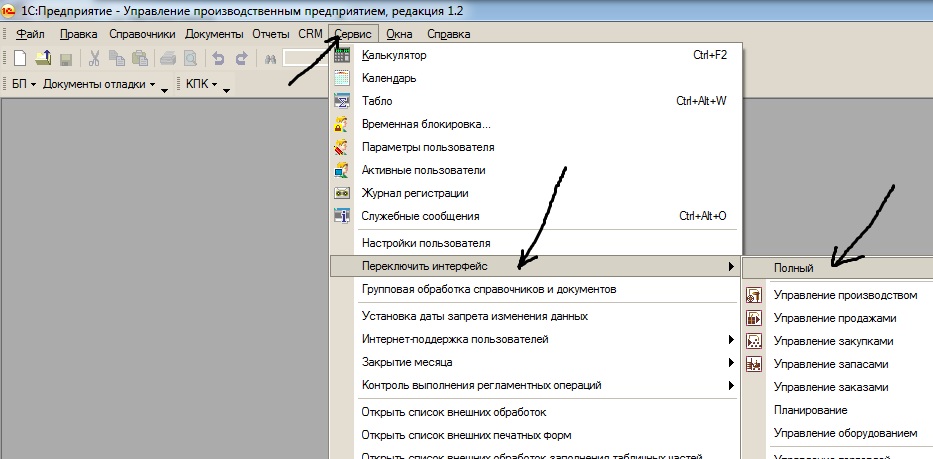 1С:Предприятие - Управление производственным предприятием, редакция 1.2
Файл Правка Справочники Документы Отчеты CRM Сервис Окна Справка
БП Документы отладки КПК
Калькулятор Ctrl+F2
Календарь
Табло Ctrl+Alt+W
Временная блокировка...
Параметры пользователя
Активные пользователи
Журнал регистрации
Служебные сообщения Ctrl+Alt+O
Настройки пользователя
Переключить интерфейс
Групповая обработка справочников и документов
Установка даты запрета изменения данных
Интернет-поддержка пользователей
Закрытие месяца
Контроль выполнения регламентных операций
Открыть список внешних обработок
Открыть список внешних печатных форм
Открыть список внешних обработок заполнения табличных частей
Полный
Управление производством
Управление продажами
Управление закупками
Управление запасами
Управление заказами
Планирование
Управление оборудованием